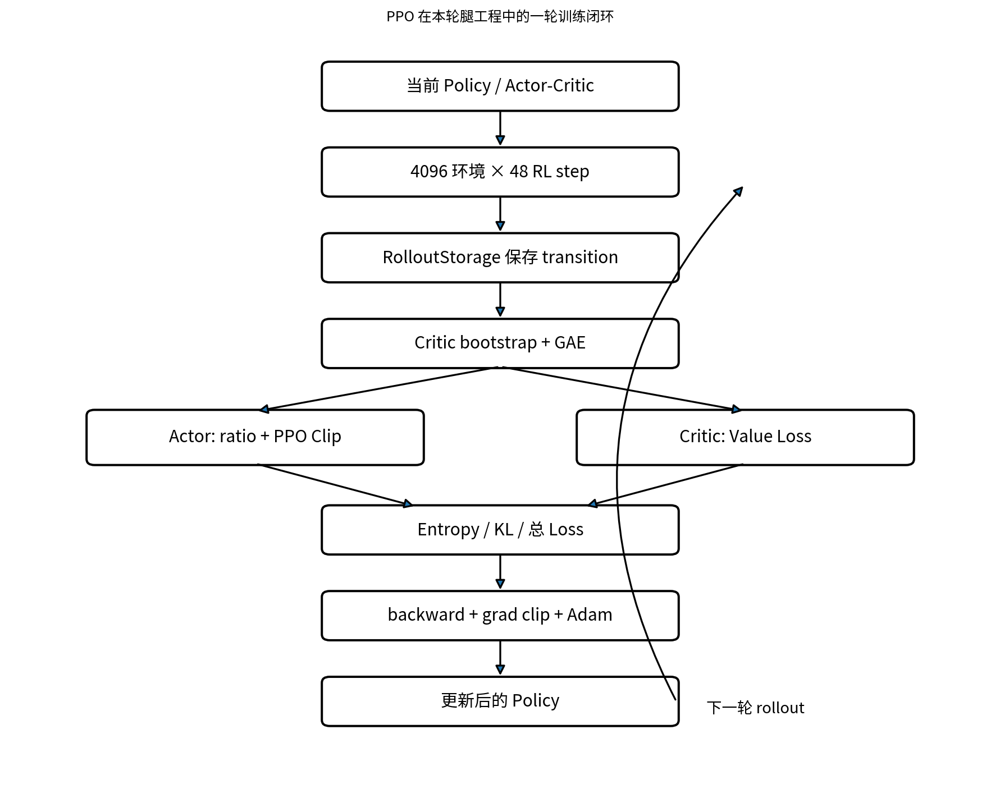 PPO 在本轮腿工程中的一轮训练闭环
当前 Policy / Actor-Critic
4096 环境 × 48 RL step
RolloutStorage 保存 transition
Critic bootstrap + GAE
Actor: ratio + PPO Clip
Critic: Value Loss
Entropy / KL / 总 Loss
backward + grad clip + Adam
更新后的 Policy
下一轮 rollout